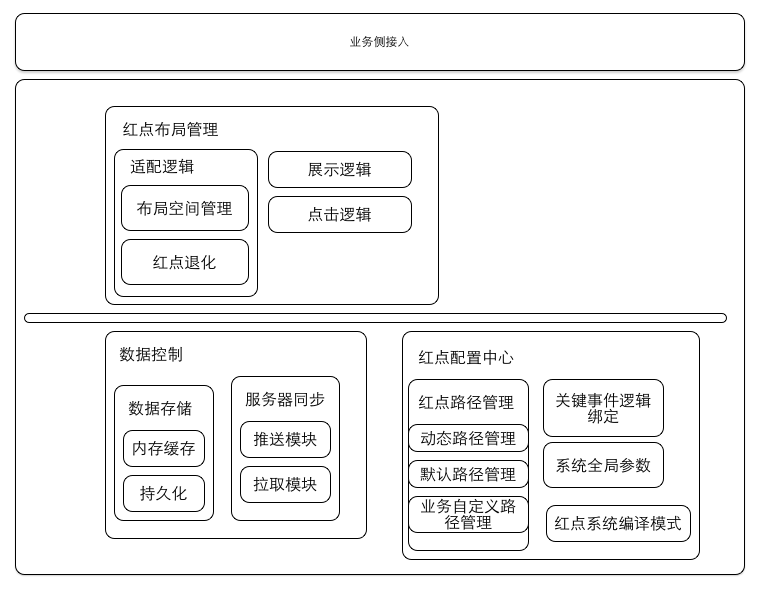 业务侧接入
红点布局管理
适配逻辑
布局空间管理
红点退化
展示逻辑
点击逻辑
数据控制
数据存储
内存缓存
持久化
服务器同步
推送模块
拉取模块
红点配置中心
红点路径管理
动态路径管理
默认路径管理
业务自定义路
径管理
关键事件逻辑
绑定
系统全局参数
红点系统编译模式